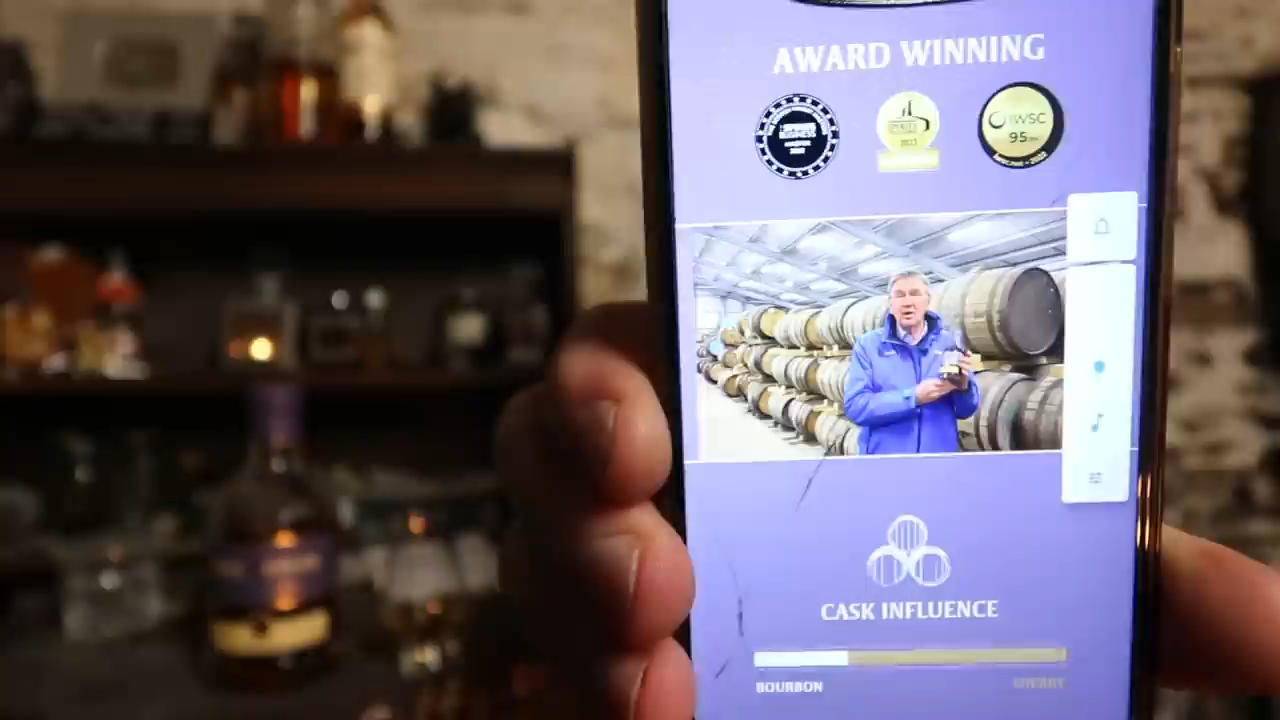 AWARD WINNING
IWSC
95
CASK INFLUENCE
BOURBON
SHERRY